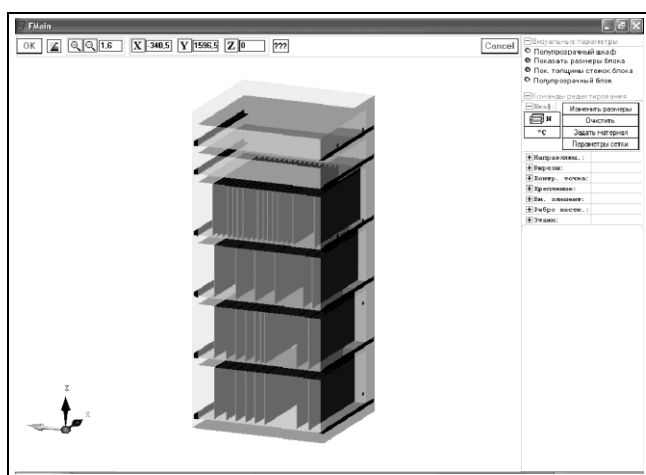 FMain
OK 1,6 X -340,5 Y 1596,5 Z 0 ??? Cancel
Визуальные параметры
Полупрозрачный шкаф
Показать размеры блока
Пок. толщины стенок блока
Полупрозрачный блок
Команды редактирования
Шкаф:
N
°C
Изменить размеры
Очистить
Задать материал
Параметры сетки
Направляющ.:
Вырезы:
Контр. точка:
Крепление:
Вн. элемент:
Ребро жестк.:
Этажи:
Z
X